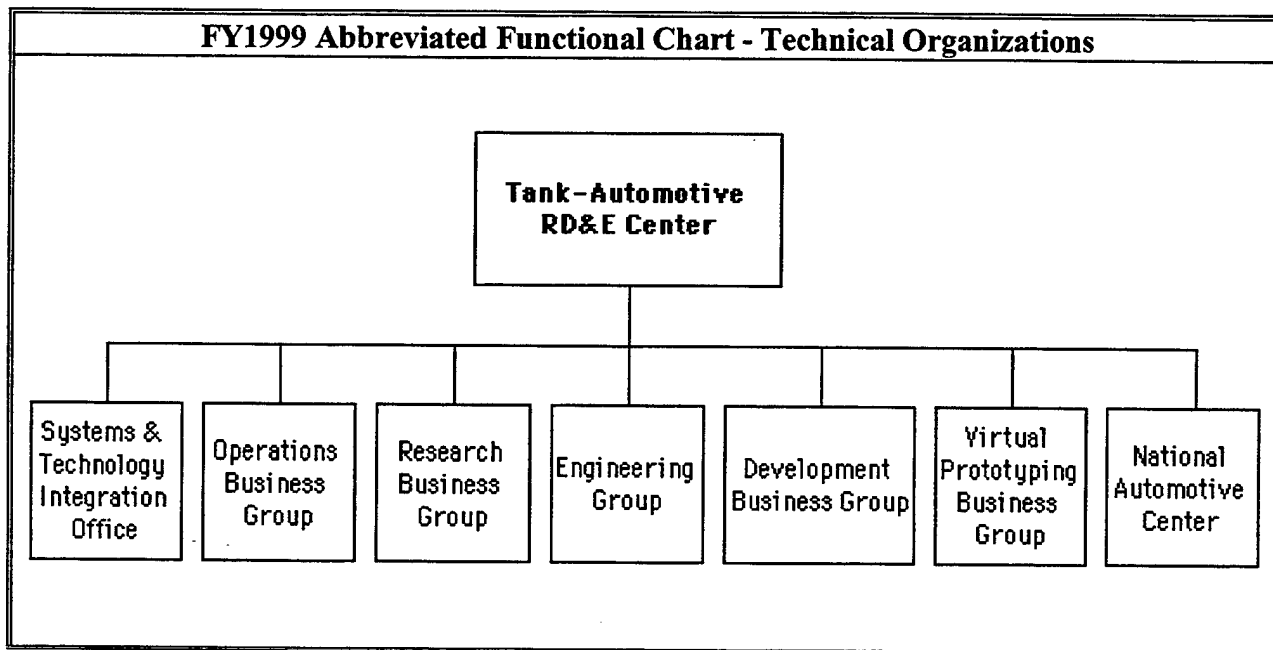 FY1999 Abbreviated Functional Chart - Technical Organizations
Tank-Automotive
RD&E Center
Systems &
Technology
Integration
Office
Operations
Business
Group
Research
Business
Group
Engineering
Group
Development
Business Group
Virtual
Prototyping
Business
Group
National
Automotive
Center